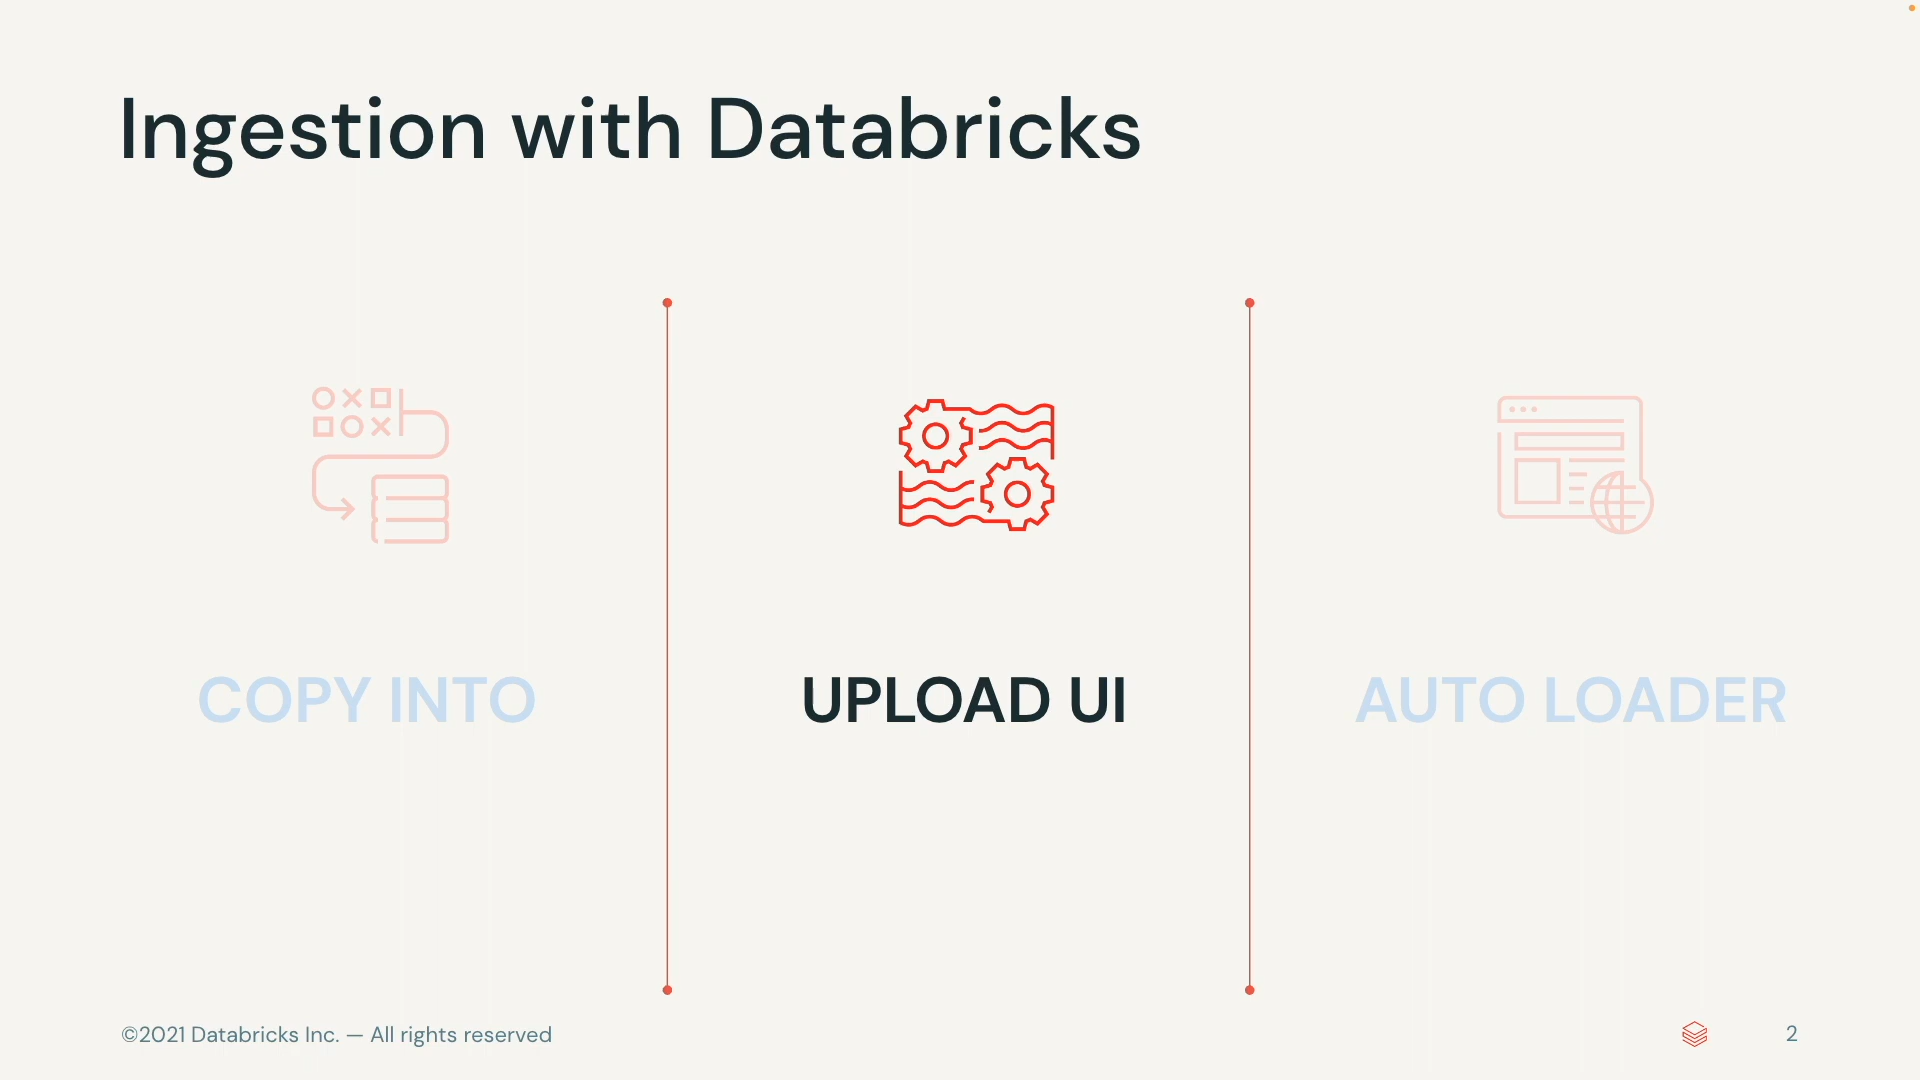 Ingestion with Databricks
COPY INTO
UPLOAD UI
AUTO LOADER
©2021 Databricks Inc. — All rights reserved
2